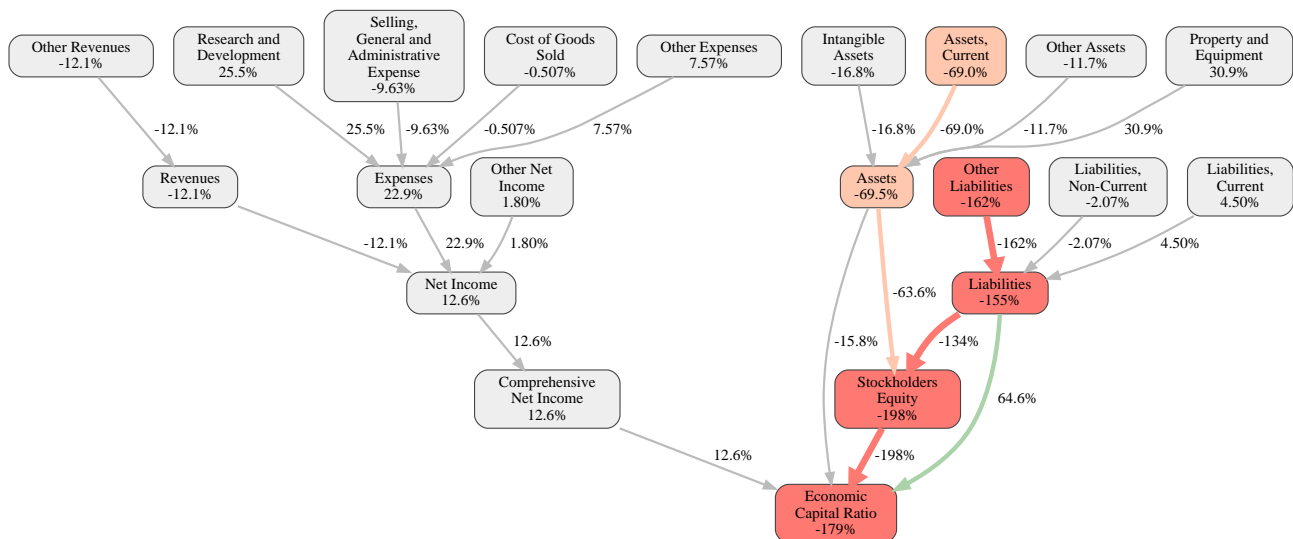 Other Revenues
-12.1%
Research and
Development
25.5%
Selling,
General and
Administrative
Expense
-9.63%
Cost of Goods
Sold
-0.507%
Other Expenses
7.57%
Intangible
Assets
-16.8%
Assets,
Current
-69.0%
Other Assets
-11.7%
Property and
Equipment
30.9%
-12.1%
25.5%
-9.63%
-0.507%
7.57%
-16.8%
-69.0%
-11.7%
30.9%
Revenues
-12.1%
Expenses
22.9%
Other Net
Income
1.80%
Assets
-69.5%
Other
Liabilities
-162%
Liabilities,
Non-Current
-2.07%
Liabilities,
Current
4.50%
-12.1%
22.9%
1.80%
-162%
-2.07%
4.50%
Net Income
12.6%
-63.6%
Liabilities
-155%
12.6%
-15.8%
-134%
Comprehensive
Net Income
12.6%
Stockholders
Equity
-198%
64.6%
12.6%
-198%
Economic
Capital Ratio
-179%